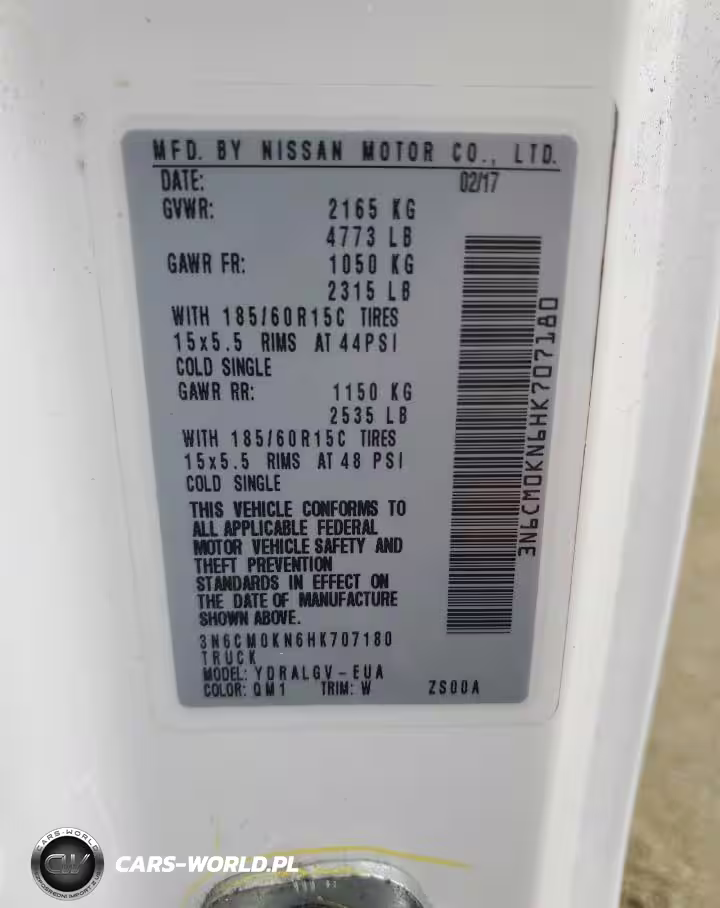 MFD. BY NISSAN MOTOR CO., LTD.
DATE: 02/17
GVWR: 2165 KG
4773 LB
GAWR FR: 1050 KG
2315 LB
WITH 185/60R15C TIRES
15x5.5 RIMS AT 44PSI
COLD SINGLE
GAWR RR: 1150 KG
2535 LB
WITH 185/60R15C TIRES
15x5.5 RIMS AT 48 PSI
COLD SINGLE
THIS VEHICLE CONFORMS TO
ALL APPLICABLE FEDERAL
MOTOR VEHICLE SAFETY AND
THEFT PREVENTION
STANDARDS IN EFFECT ON
THE DATE OF MANUFACTURE
SHOWN ABOVE.
3N6CM0KN6HK707180
TRUCK
MODEL: YDRALGV-EUA
COLOR: QM1 TRIM: W ZS00A
3N6CM0KN6HK707180
CARS-WORLD
CW
CARS-WORLD.PL